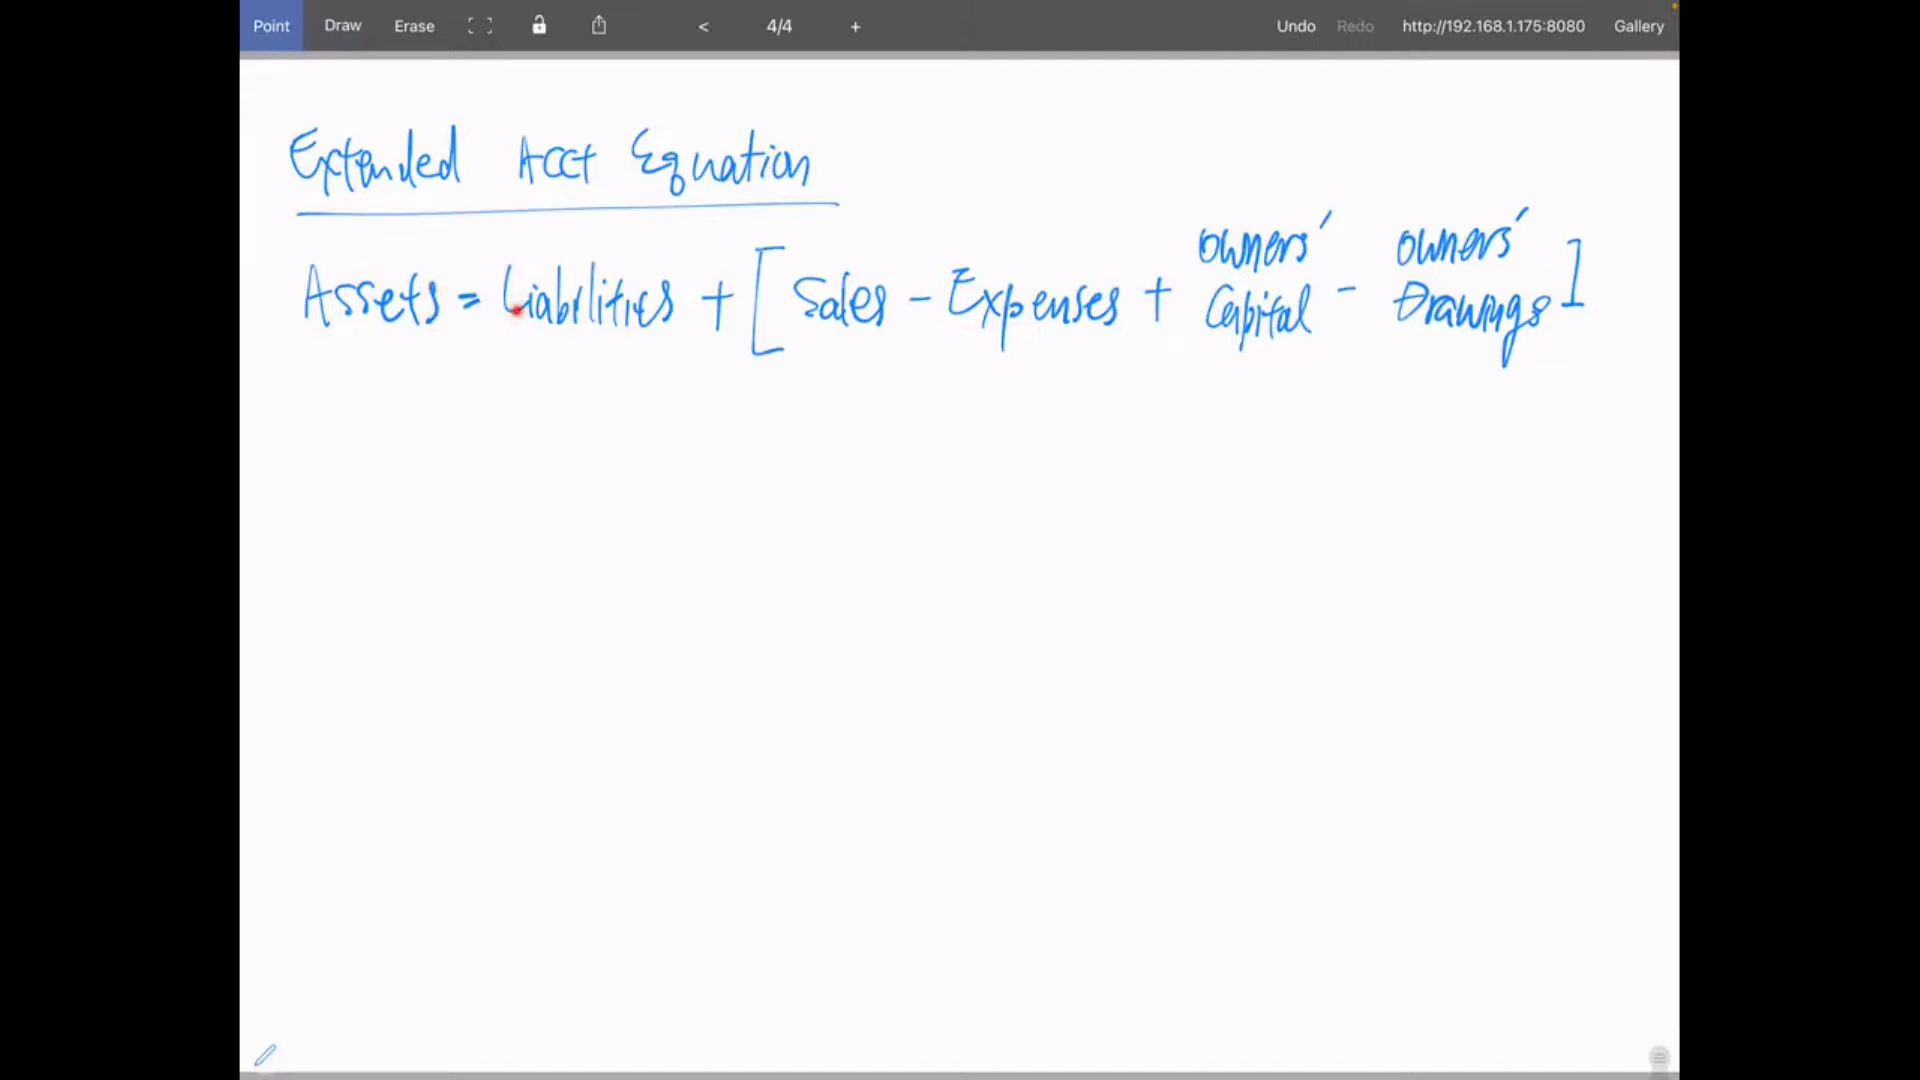 Point Draw Erase < 4/4 + Undo Redo http://192.168.1.175:8080 Gallery
Extended Acct Equation
Assets = Liabilities + [ Sales - Expenses + Owners' Capital - Owners' Drawings ]